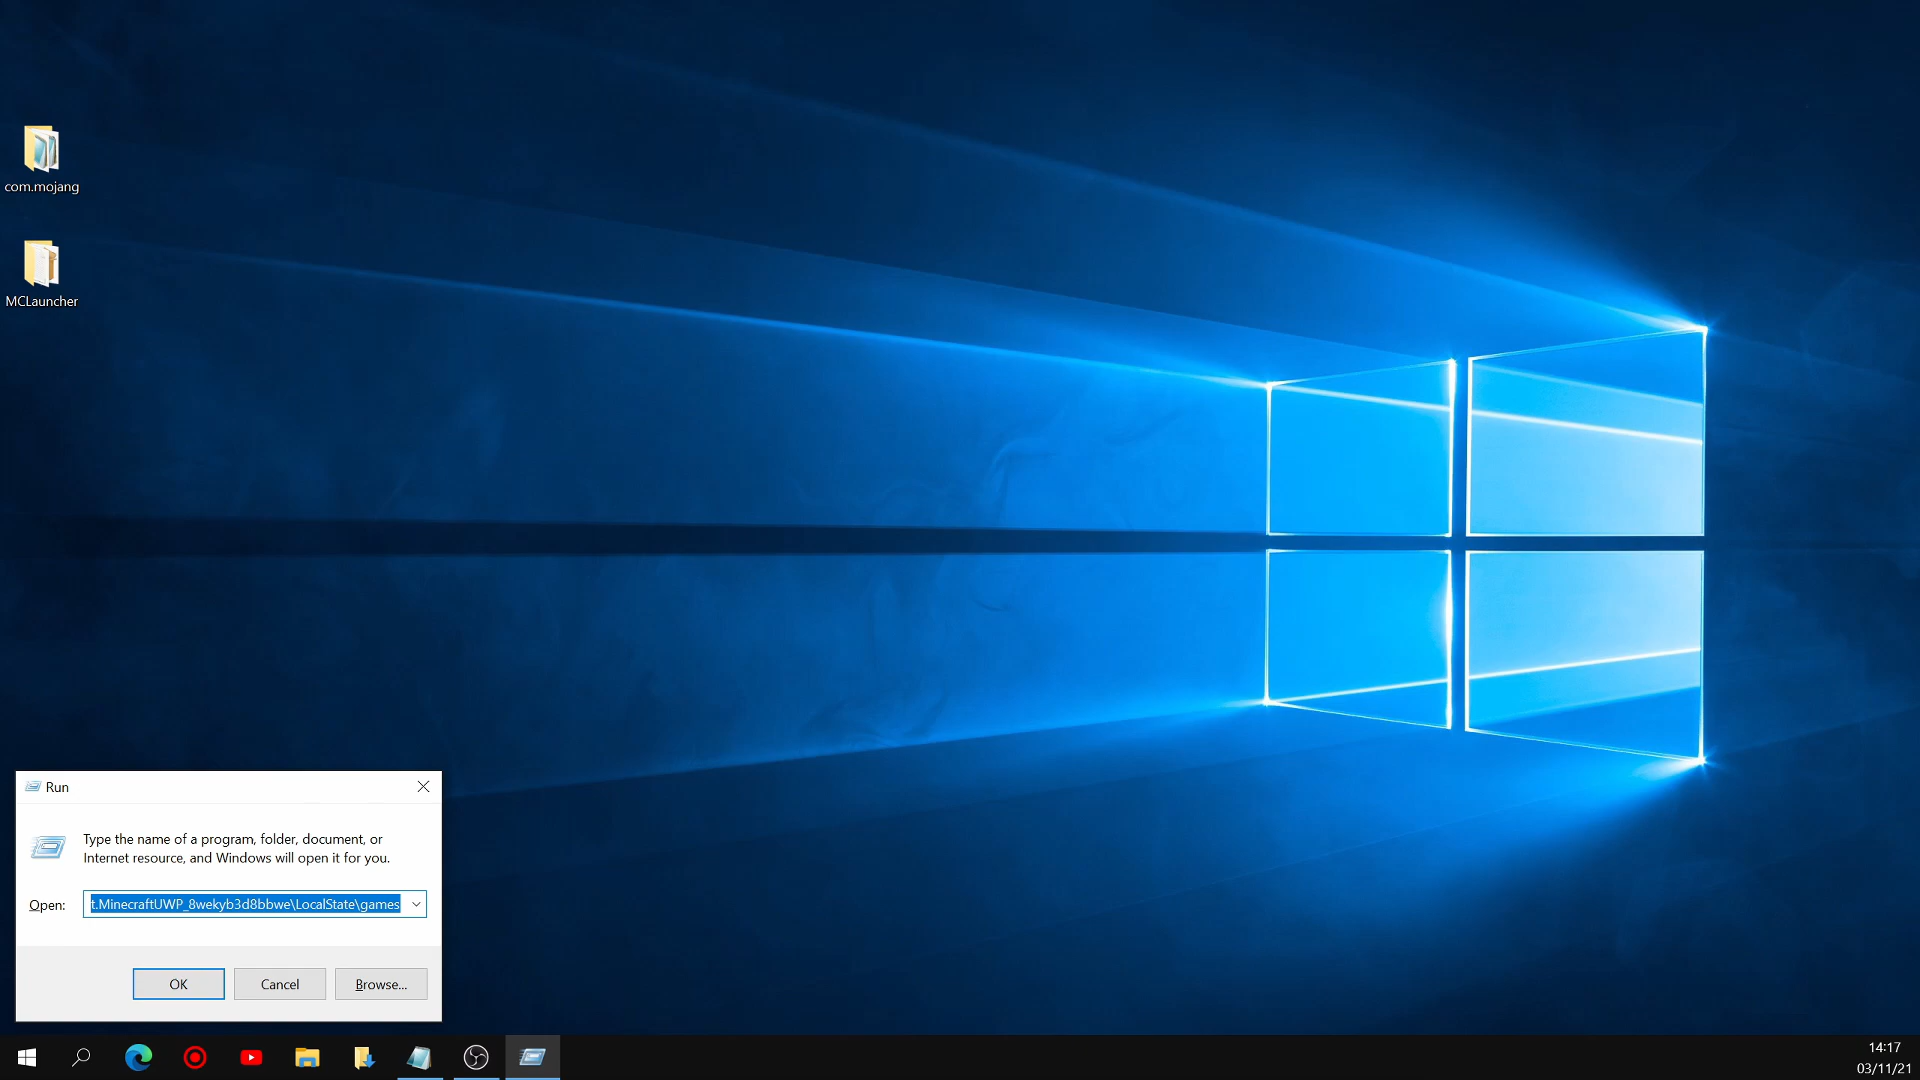 com.mojang
MCLauncher
Run
Type the name of a program, folder, document, or
Internet resource, and Windows will open it for you.
Open:
t.MinecraftUWP_8wekyb3d8bbwe\LocalState\games
OK
Cancel
Browse...
14:17
03/11/21